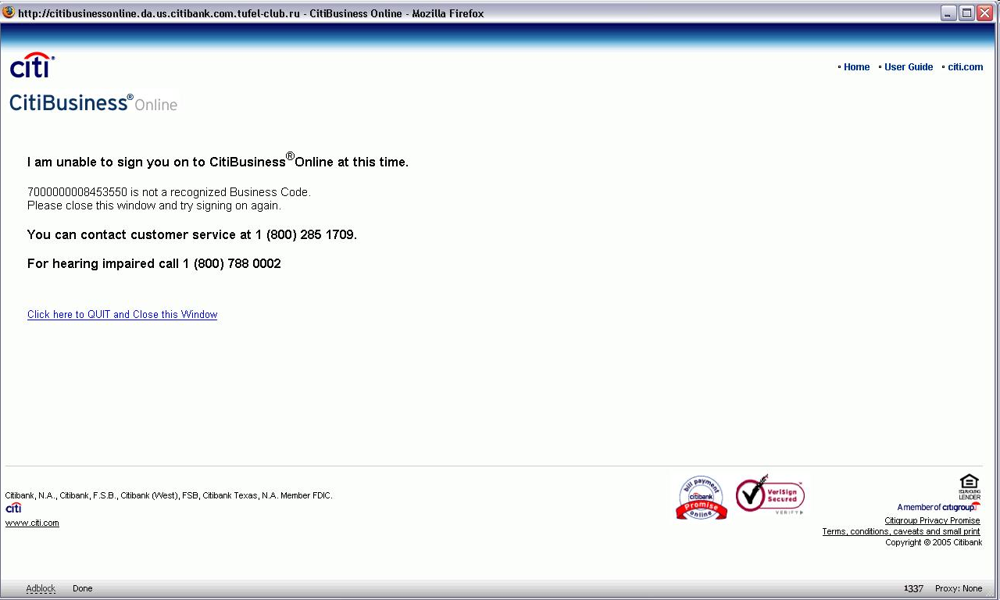 http://citibusinessonline.da.us.citibank.com.tufel-club.ru - CitiBusiness Online - Mozilla Firefox
citi®
Home User Guide citi.com
CitiBusiness® Online
I am unable to sign you on to CitiBusiness®Online at this time.
7000000008453550 is not a recognized Business Code.
Please close this window and try signing on again.
You can contact customer service at 1 (800) 285 1709.
For hearing impaired call 1 (800) 788 0002
Click here to QUIT and Close this Window
Citibank, N.A., Citibank, F.S.B., Citibank (West), FSB, N.A. Member FDIC.
citi
www.citi.com
bill payment
citibank
Promise
online
VeriSign
Secured
VERIFY
LENDER
A member of citigroup
Citigroup Privacy Promise
Terms, conditions, caveats and small print
Copyright © 2005 Citibank
Adblock Done 1337 Proxy: None